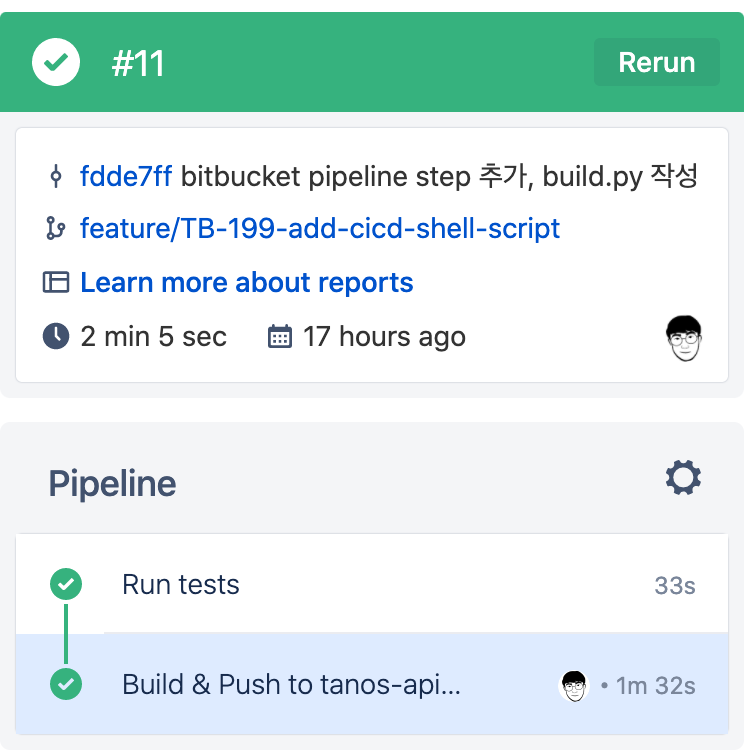 #11
Rerun
fdde7ff bitbucket pipeline step 추가, build.py 작성
feature/TB-199-add-cicd-shell-script
Learn more about reports
2 min 5 sec
17 hours ago
Pipeline
Run tests
33s
Build & Push to tanos-api...
• 1m 32s